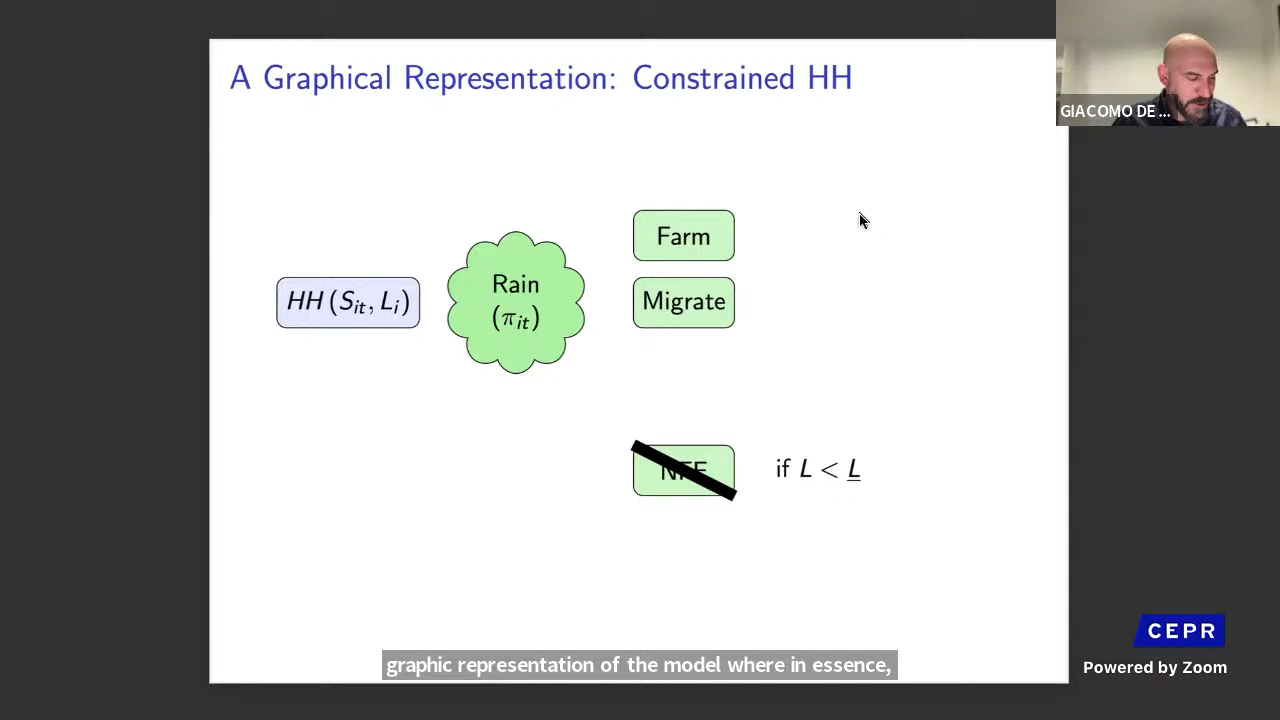 A Graphical Representation: Constrained HH
GIACOMO DE ...
Farm
Rain
(π_it)
HH (S_it, L_i)
Migrate
NFE
if L < L̲
graphic representation of the model where in essence,
CEPR
Powered by Zoom